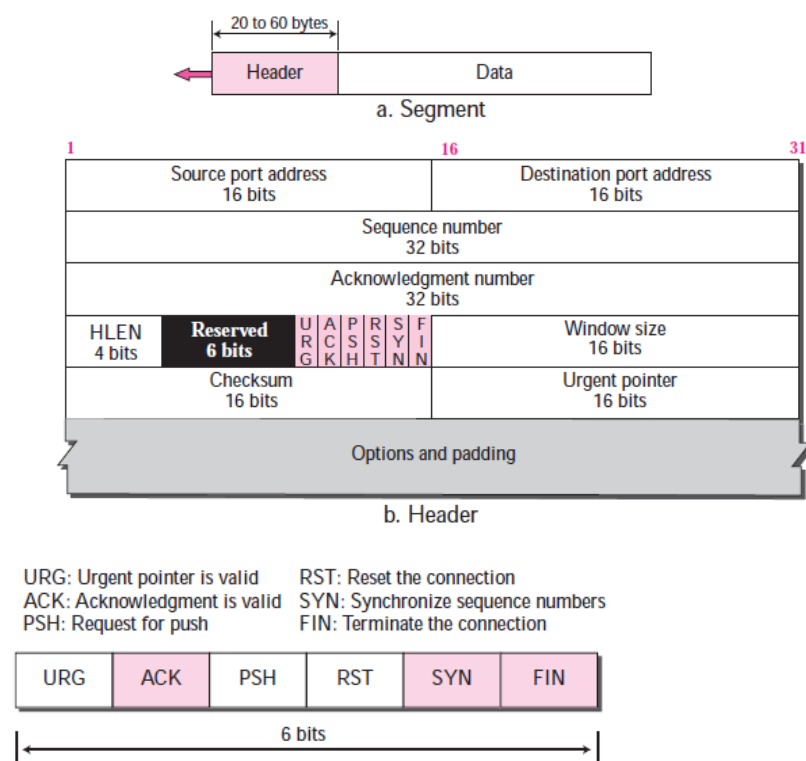 20 to 60 bytes
Header
Data
a. Segment
1
16
31
Source port address
16 bits
Destination port address
16 bits
Sequence number
32 bits
Acknowledgment number
32 bits
HLEN
4 bits
Reserved
6 bits
URG
ACK
PSH
RST
SYN
FIN
Window size
16 bits
Checksum
16 bits
Urgent pointer
16 bits
Options and padding
b. Header
URG: Urgent pointer is valid
ACK: Acknowledgment is valid
PSH: Request for push
RST: Reset the connection
SYN: Synchronize sequence numbers
FIN: Terminate the connection
URG
ACK
PSH
RST
SYN
FIN
6 bits